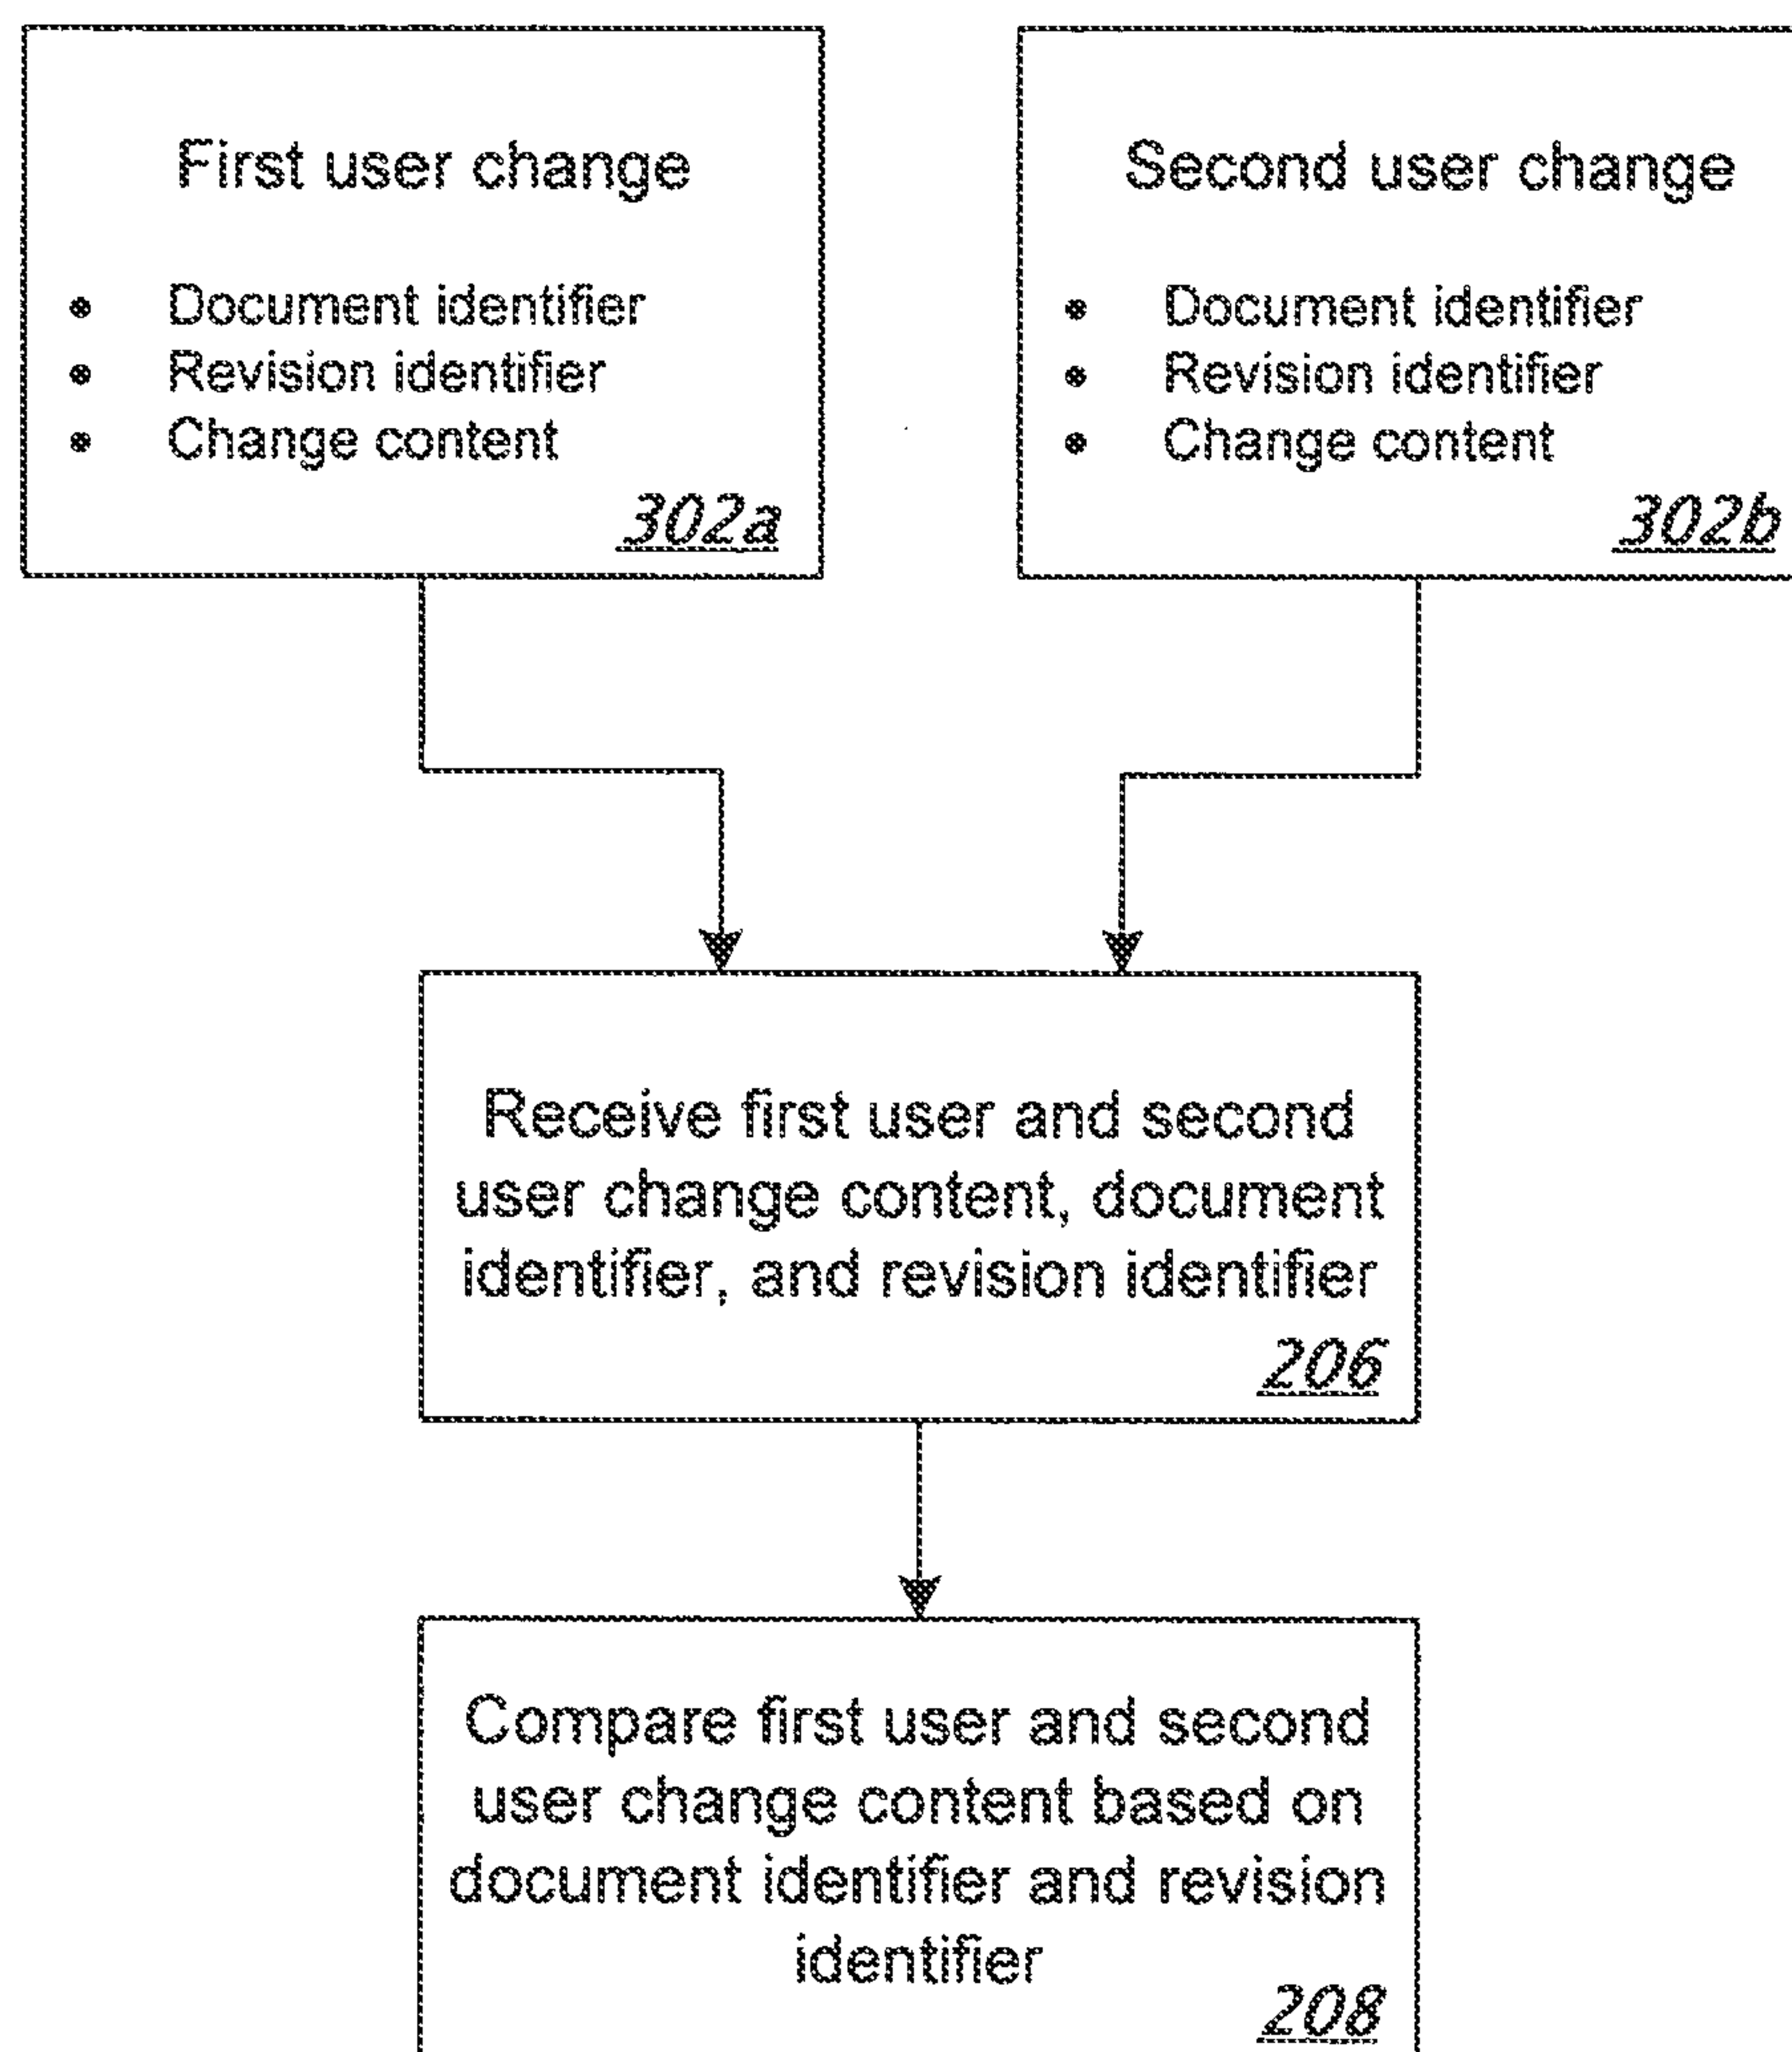 First user change
• Document identifier
• Revision identifier
• Change content
302a
Second user change
• Document identifier
• Revision identifier
• Change content
302b
Receive first user and second
user change content, document
identifier, and revision identifier
206
Compare first user and second
user change content based on
document identifier and revision
identifier
208